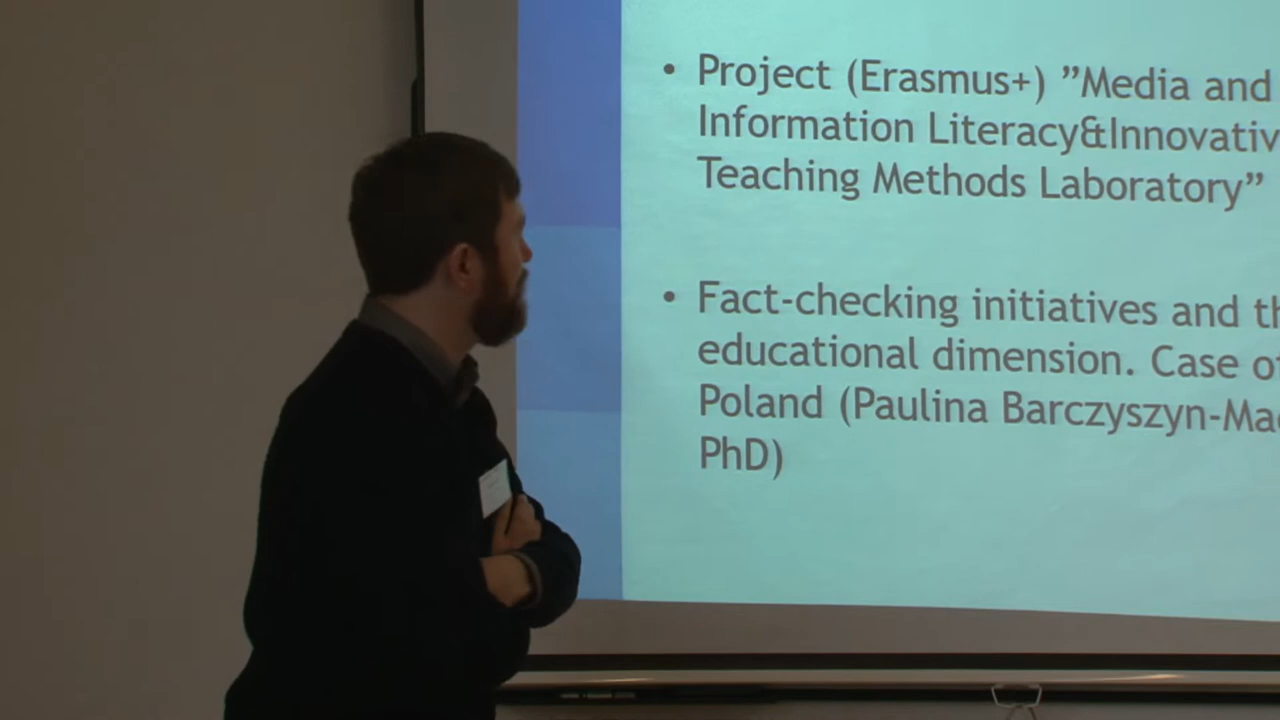 • Project (Erasmus+) ”Media and
Information Literacy&Innovativ
Teaching Methods Laboratory”
• Fact-checking initiatives and th
educational dimension. Case of
Poland (Paulina Barczyszyn-Mad
PhD)